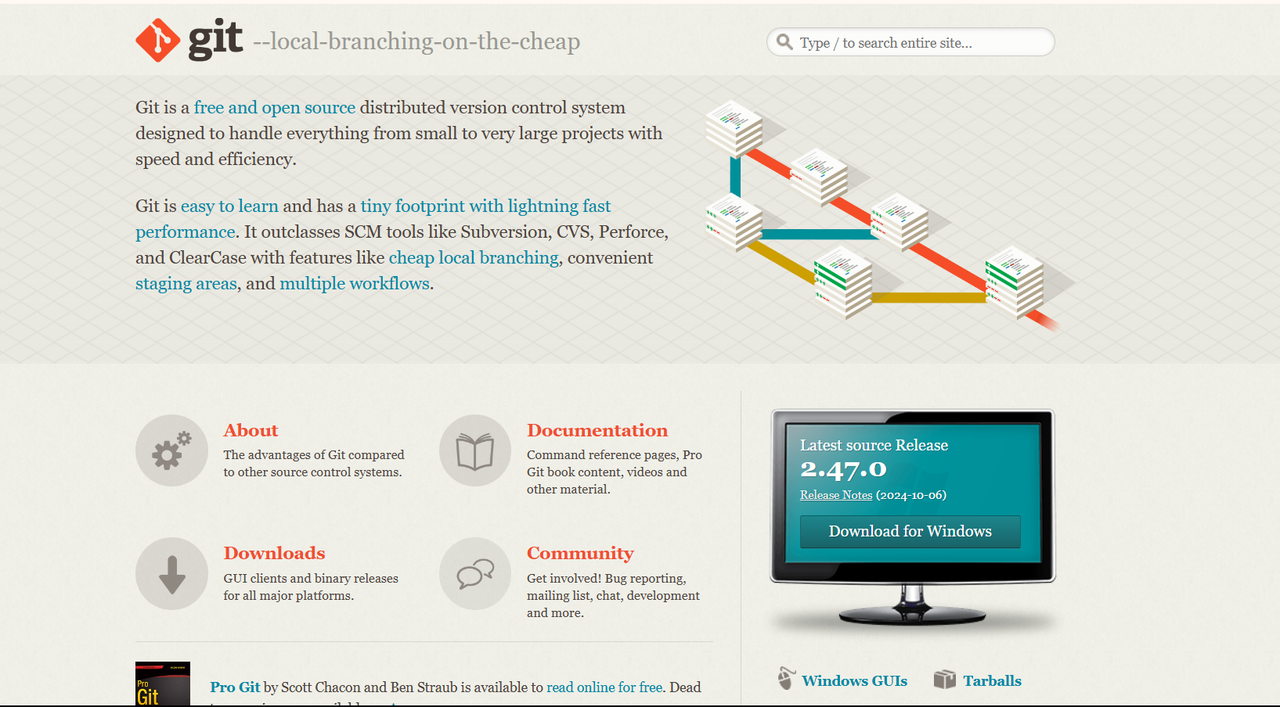 git --local-branching-on-the-cheap
Type / to search entire site...
Git is a free and open source distributed version control system
designed to handle everything from small to very large projects with
speed and efficiency.
Git is easy to learn and has a tiny footprint with lightning fast
performance. It outclasses SCM tools like Subversion, CVS, Perforce,
and ClearCase with features like cheap local branching, convenient
staging areas, and multiple workflows.
About
The advantages of Git compared
to other source control systems.
Documentation
Command reference pages, Pro
Git book content, videos and
other material.
Downloads
GUI clients and binary releases
for all major platforms.
Community
Get involved! Bug reporting,
mailing list, chat, development
and more.
Latest source Release
2.47.0
Release Notes (2024-10-06)
Download for Windows
Windows GUIs
Tarballs
Pro
Git
Pro Git by Scott Chacon and Ben Straub is available to read online for free. Dead